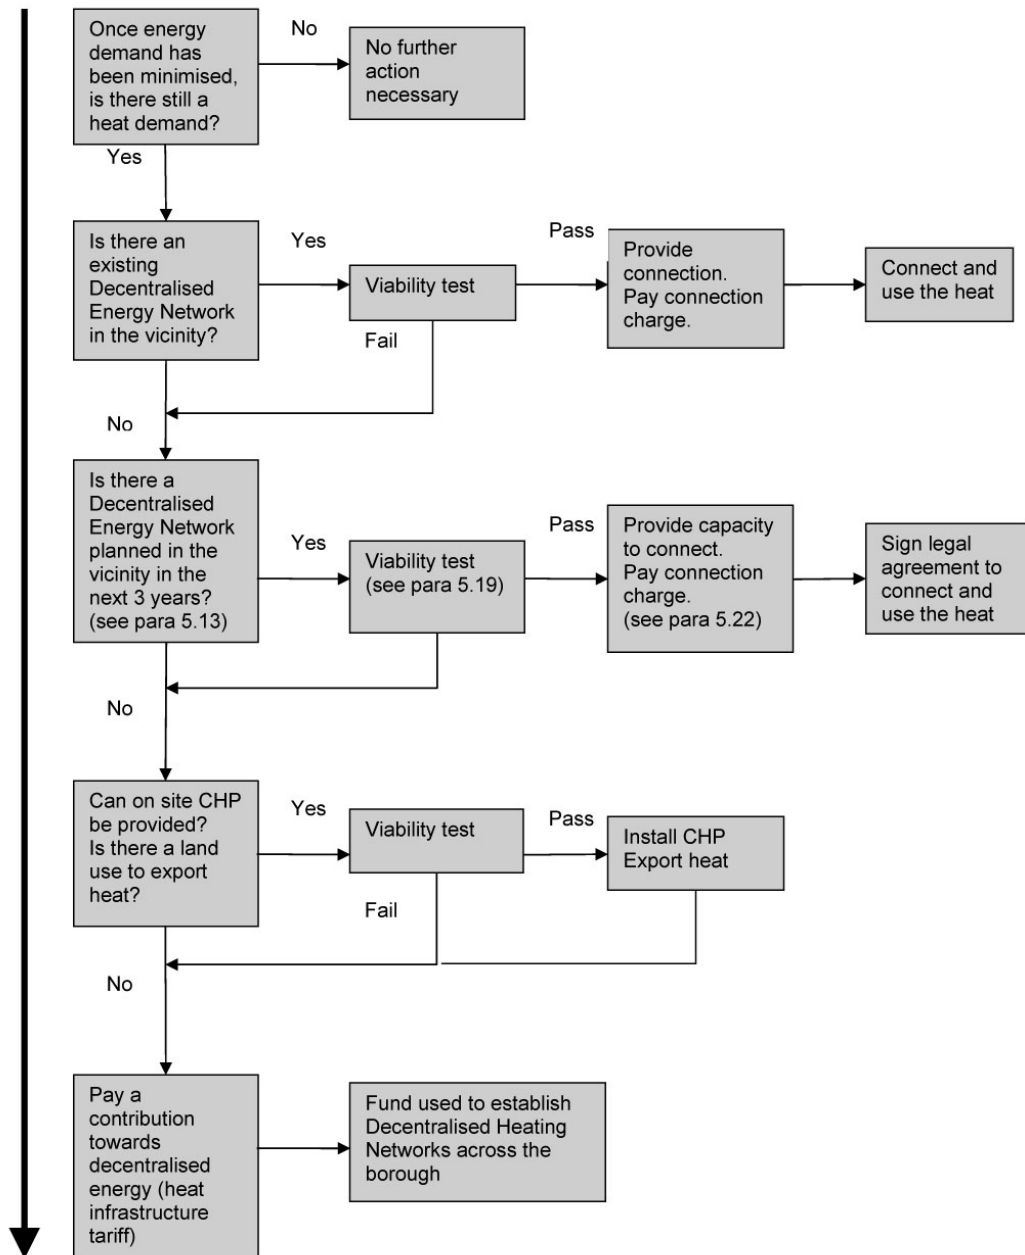 Once energy
demand has
been minimised,
is there still a
heat demand?
No
No further
action
necessary
Yes
Is there an
existing
Decentralised
Energy Network
in the vicinity?
Yes
Viability test
Pass
Provide
connection.
Pay connection
charge.
Connect and
use the heat
Fail
No
Is there a
Decentralised
Energy Network
planned in the
vicinity in the
next 3 years?
(see para 5.13)
Yes
Viability test
(see para 5.19)
Pass
Provide capacity
to connect.
Pay connection
charge.
(see para 5.22)
Sign legal
agreement to
connect and
use the heat
No
Can on site CHP
be provided?
Is there a land
use to export
heat?
Yes
Viability test
Pass
Install CHP
Export heat
Fail
No
Pay a
contribution
towards
decentralised
energy (heat
infrastructure
tariff)
Fund used to establish
Decentralised Heating
Networks across the
borough